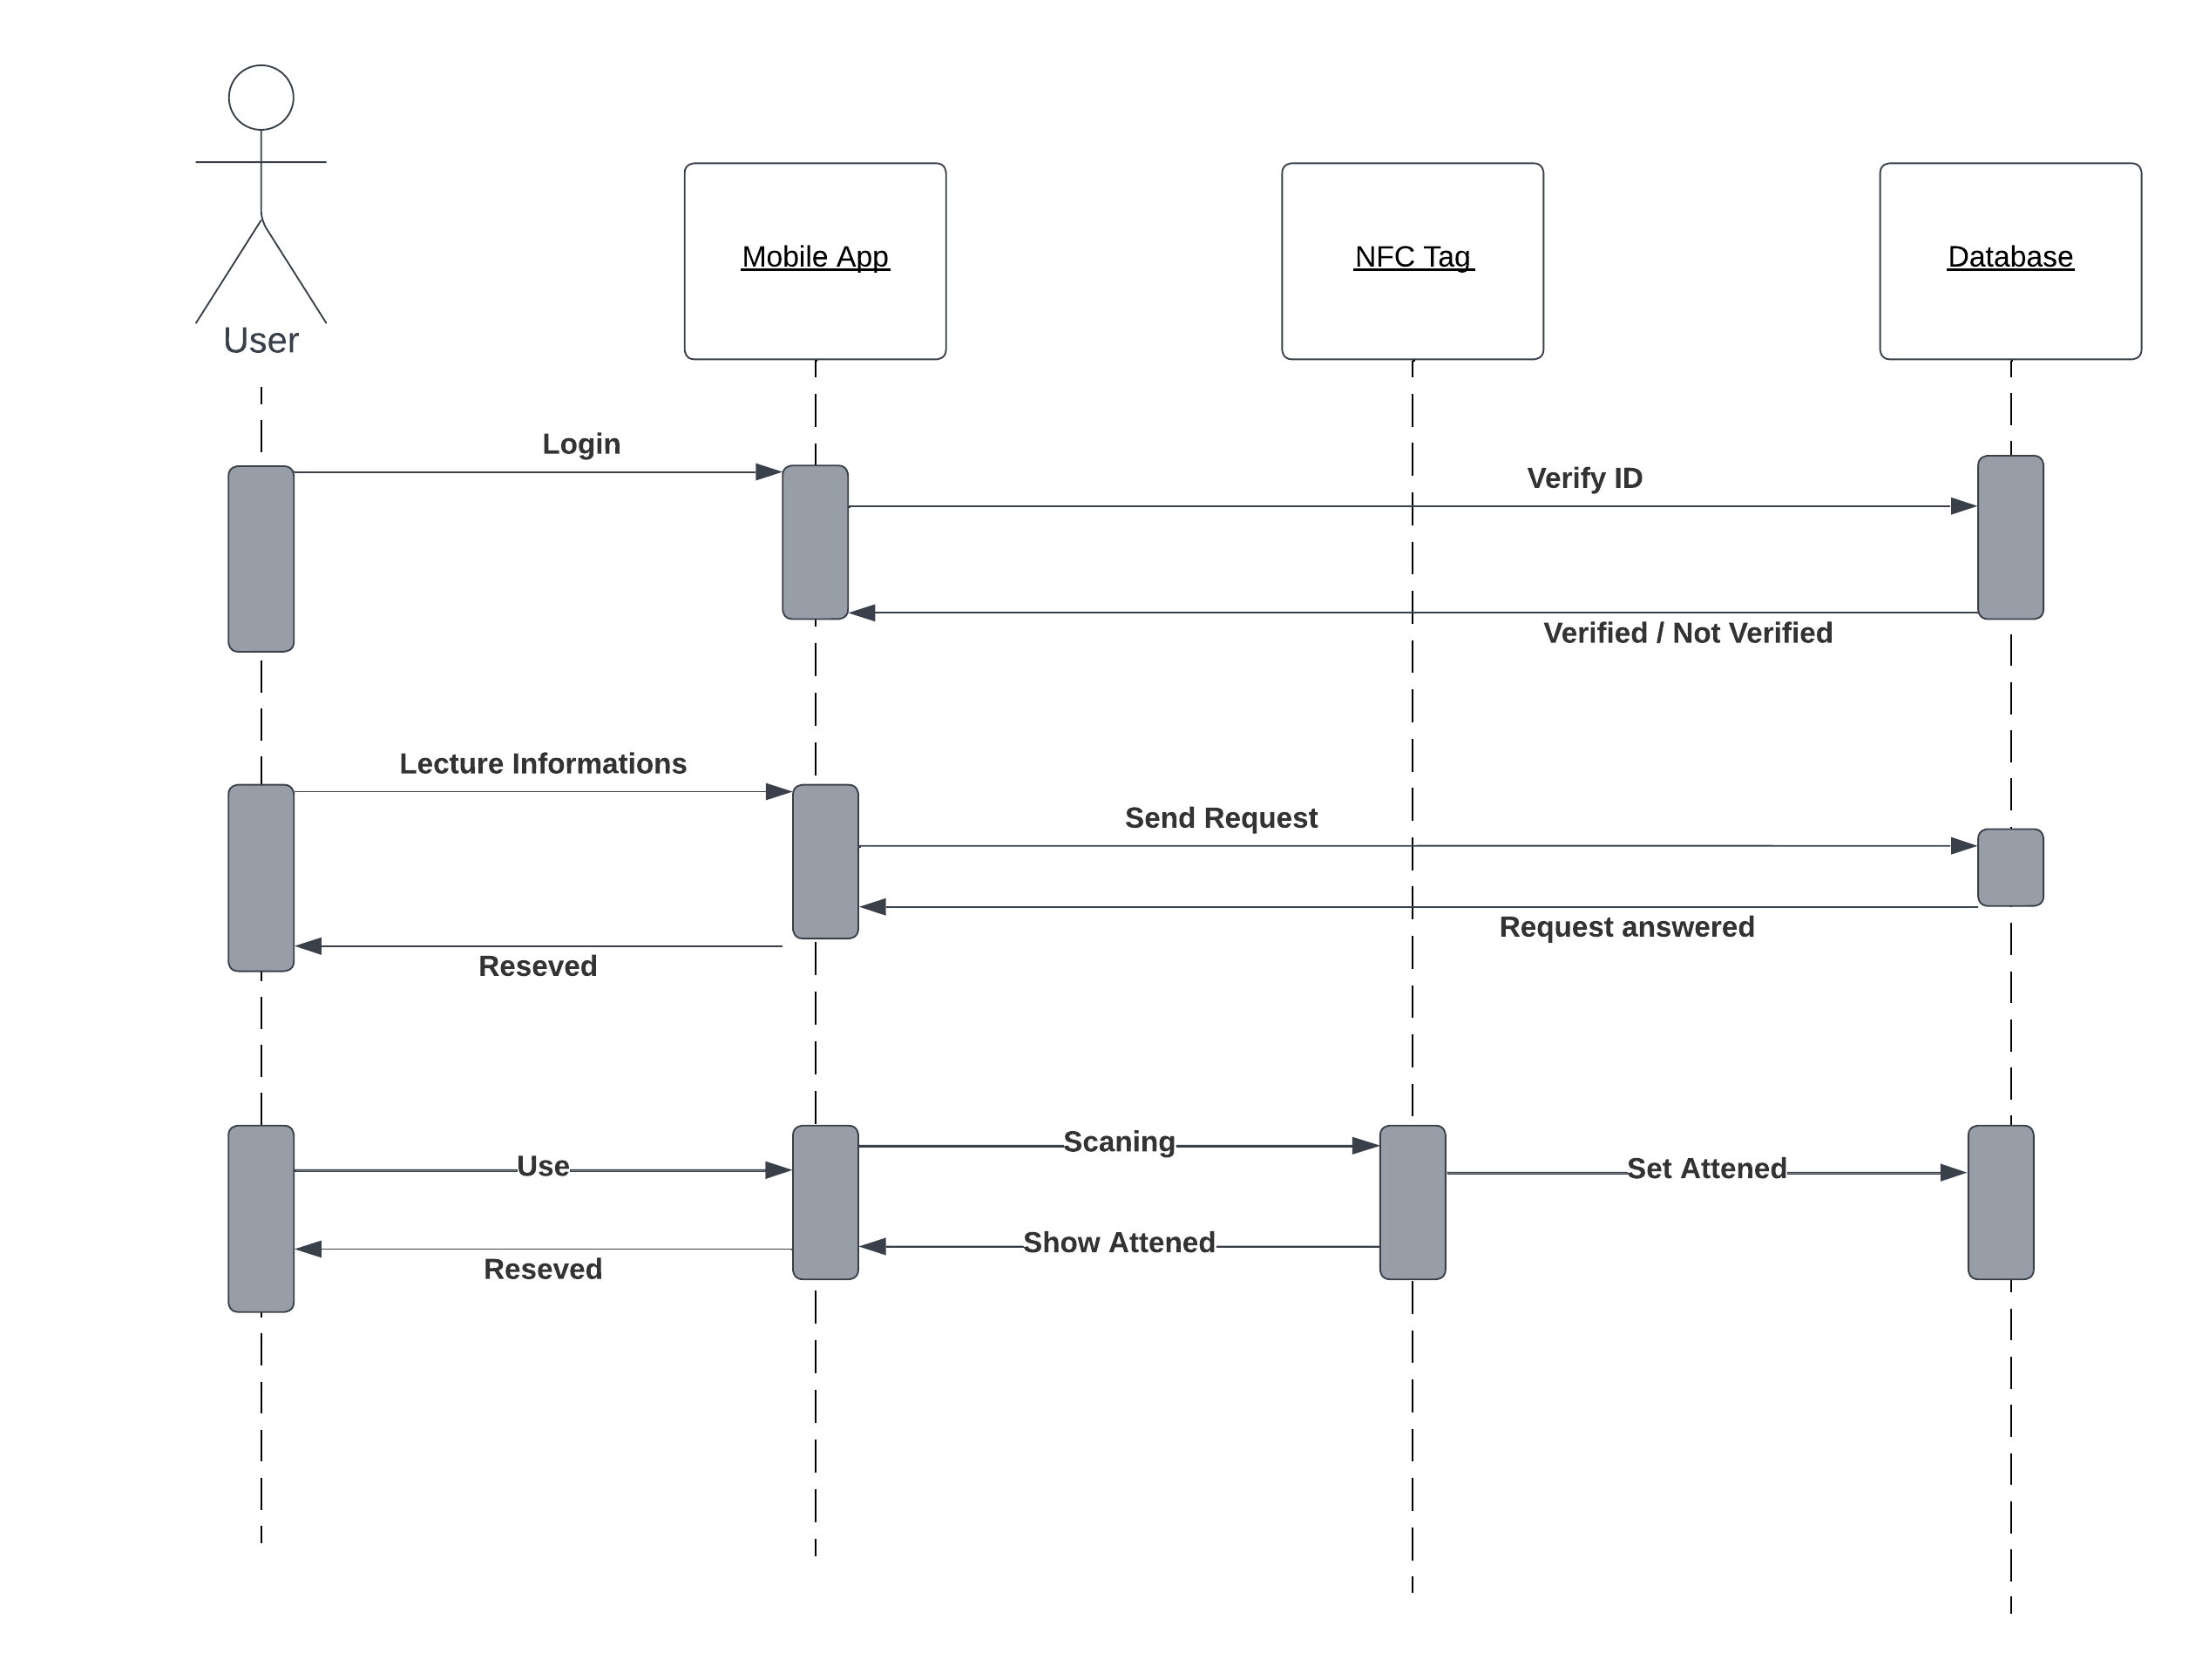 User
Mobile App
NFC Tag
Database
Login
Verify ID
Verified / Not Verified
Lecture Informations
Send Request
Request answered
Reseved
Scaning
Use
Set Attened
Show Attened
Reseved